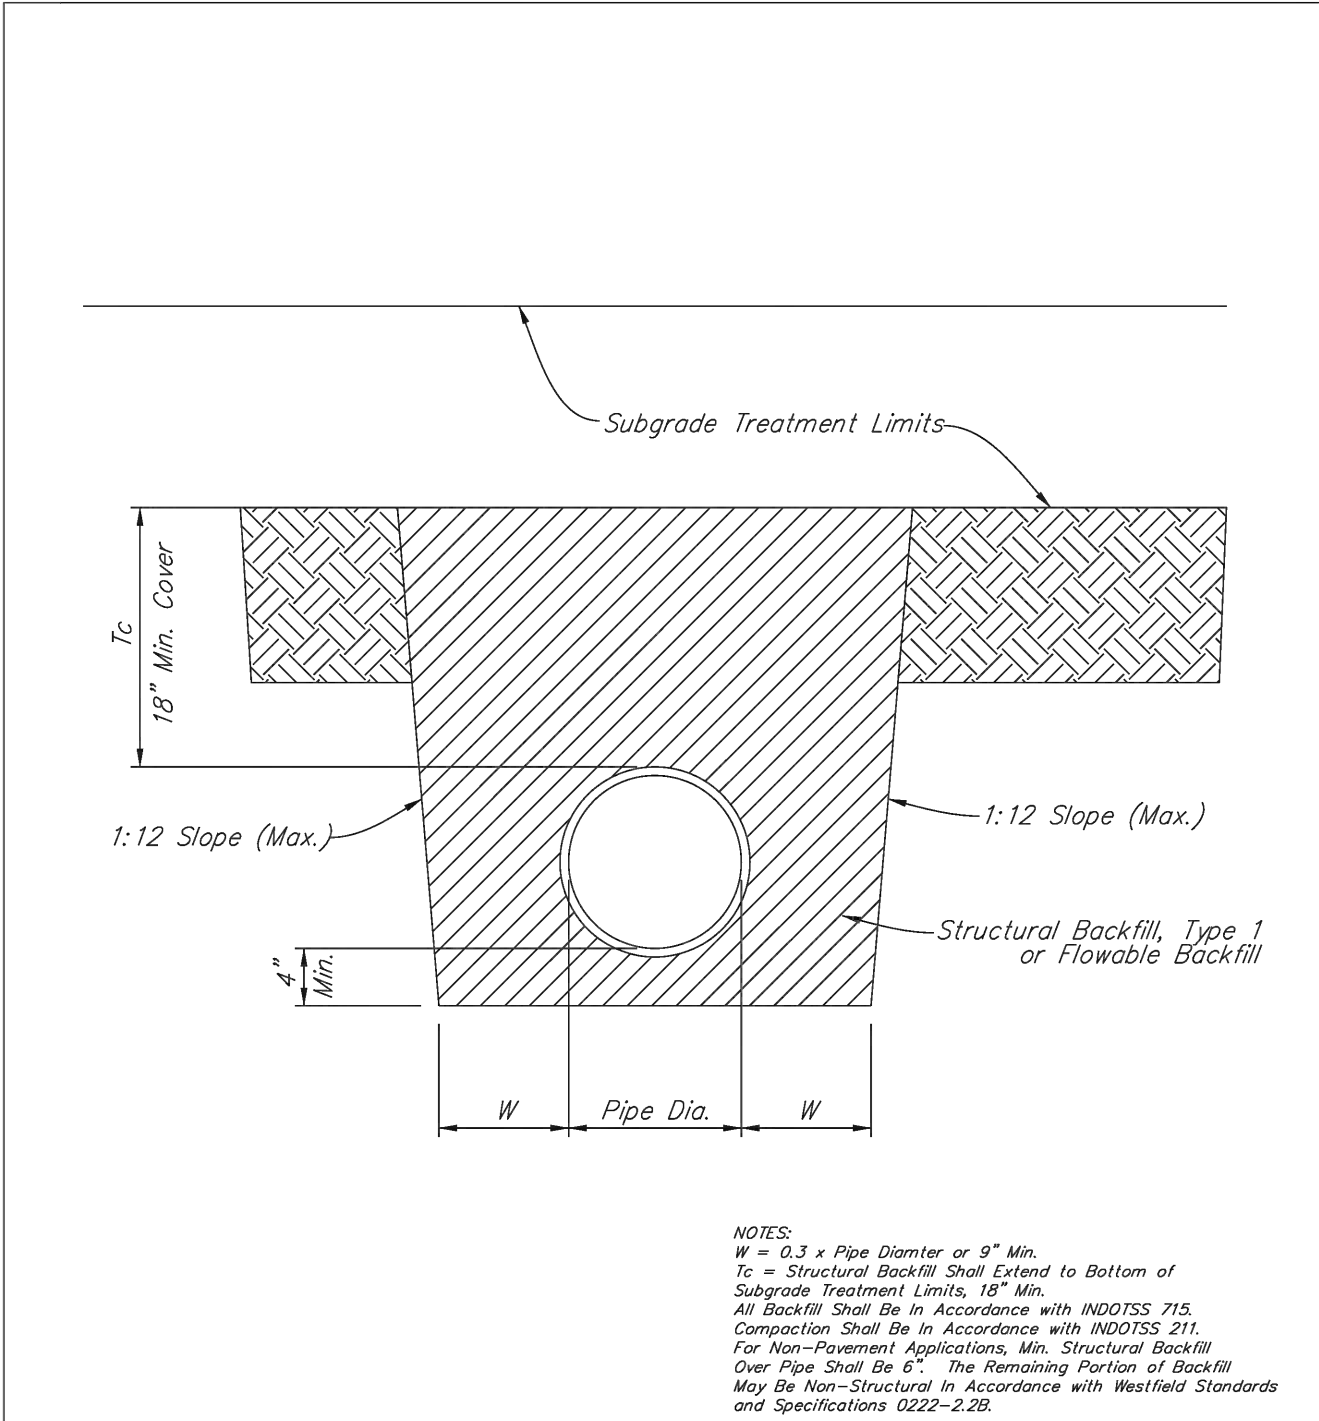 Subgrade Treatment Limits
Tc
18" Min. Cover
1:12 Slope (Max.)
1:12 Slope (Max.)
Structural Backfill, Type 1
or Flowable Backfill
4"
Min.
W
Pipe Dia.
W
NOTES:
W = 0.3 x Pipe Diamter or 9" Min.
Tc = Structural Backfill Shall Extend to Bottom of
Subgrade Treatment Limits, 18" Min.
All Backfill Shall Be In Accordance with INDOTSS 715.
Compaction Shall Be In Accordance with INDOTSS 211.
For Non-Pavement Applications, Min. Structural Backfill
Over Pipe Shall Be 6". The Remaining Portion of Backfill
May Be Non-Structural In Accordance with Westfield Standards
and Specifications 0222-2.2B.